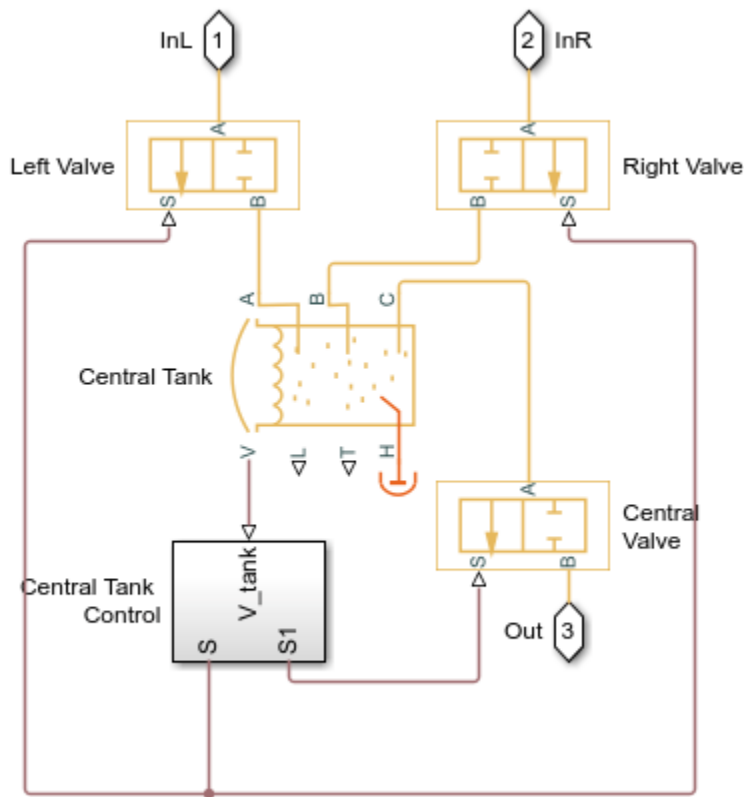 InL 1
2 InR
A
A
Left Valve
Right Valve
S
B
B
S
A
B
C
Central Tank
V
L
T
H
A
Central
Valve
S
B
V_tank
Central Tank
Control
S
S1
Out 3